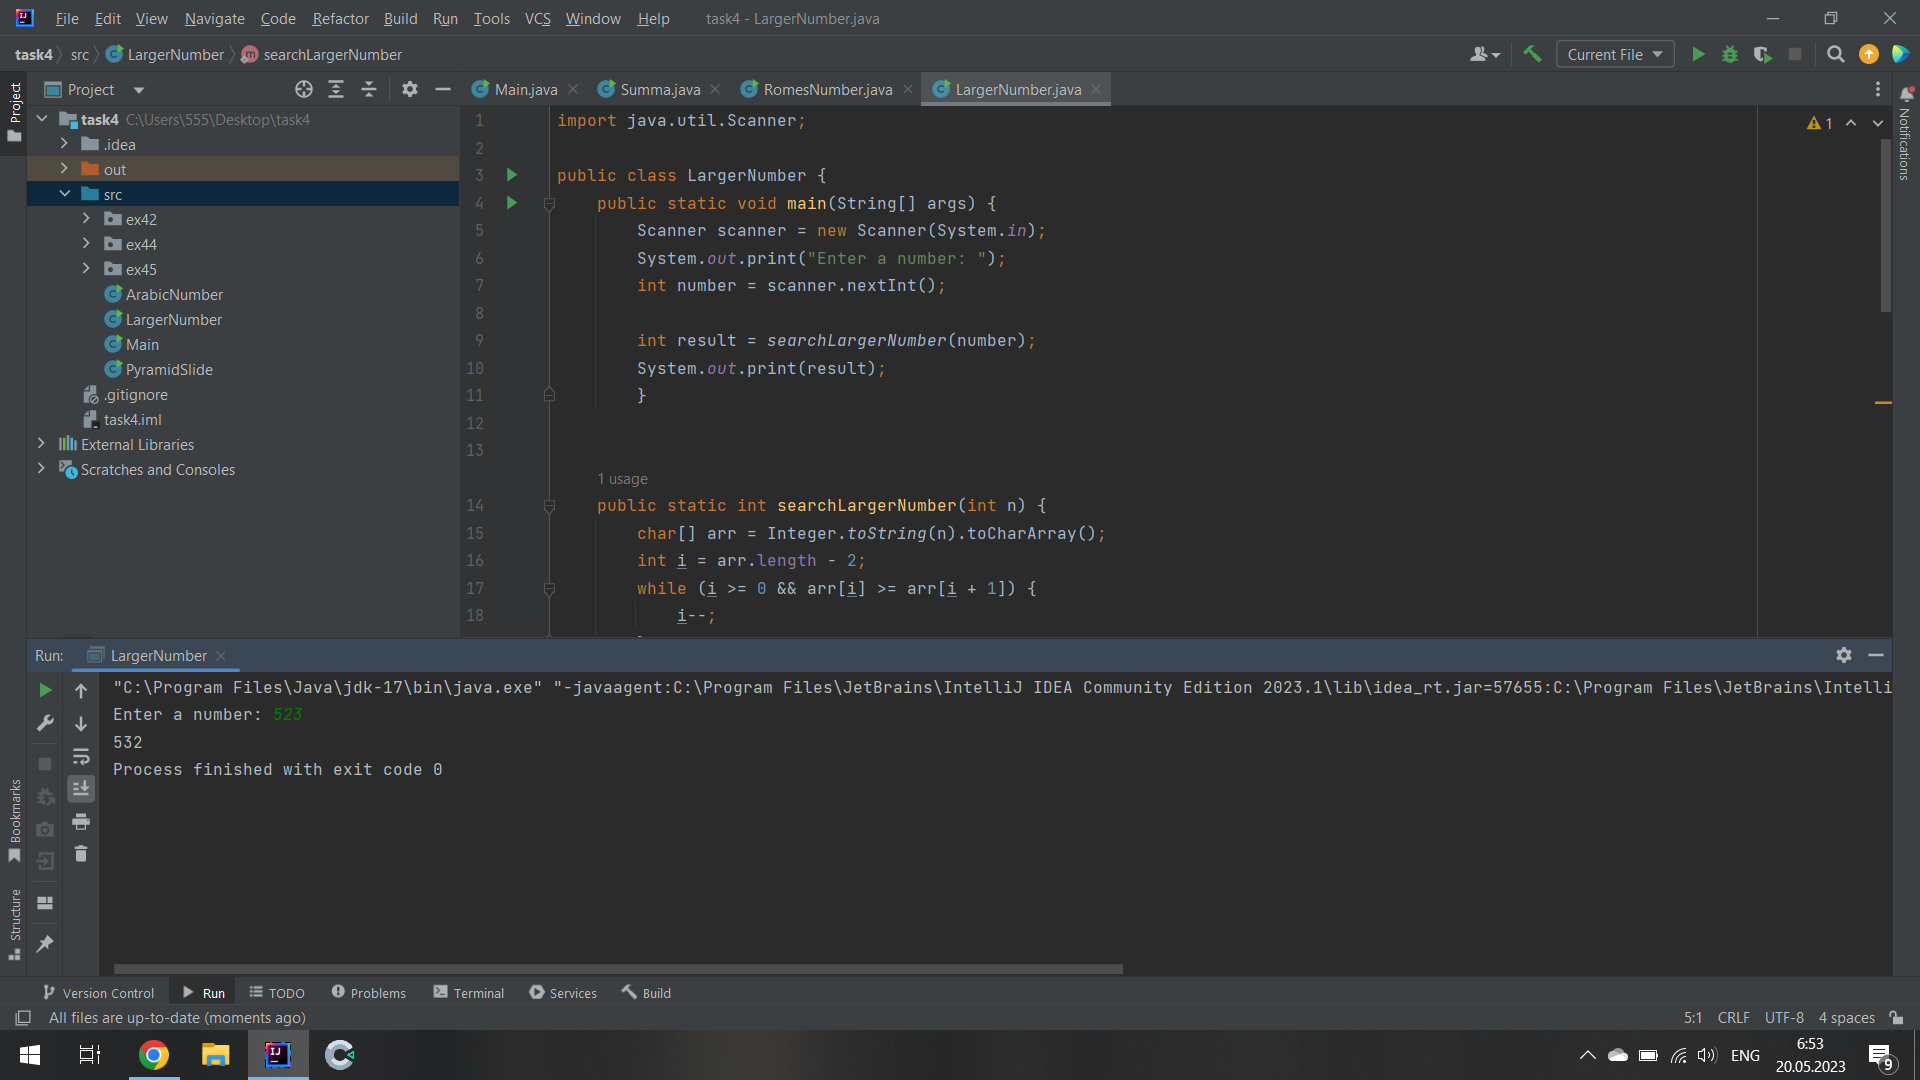 File Edit View Navigate Code Refactor Build Run Tools VCS Window Help task4 - LargerNumber.java
task4 src LargerNumber m searchLargerNumber Current File
Project
Project
Main.java Summa.java RomesNumber.java LargerNumber.java
Notifications
task4 C:\Users\555\Desktop\task4
.idea
out
src
ex42
ex44
ex45
ArabicNumber
LargerNumber
Main
PyramidSlide
.gitignore
task4.iml
External Libraries
Scratches and Consoles
1
1 import java.util.Scanner;
2
3 public class LargerNumber {
4 public static void main(String[] args) {
5 Scanner scanner = new Scanner(System.in);
6 System.out.print("Enter a number: ");
7 int number = scanner.nextInt();
8
9 int result = searchLargerNumber(number);
10 System.out.print(result);
11 }
12
13
1 usage
14 public static int searchLargerNumber(int n) {
15 char[] arr = Integer.toString(n).toCharArray();
16 int i = arr.length - 2;
17 while (i >= 0 && arr[i] >= arr[i + 1]) {
18 i--;
Run: LargerNumber
"C:\Program Files\Java\jdk-17\bin\java.exe" "-javaagent:C:\Program Files\JetBrains\IntelliJ IDEA Community Edition 2023.1\lib\idea_rt.jar=57655:C:\Program Files\JetBrains\Intelli
Enter a number: 523
532
Process finished with exit code 0
Bookmarks
Structure
Version Control Run TODO Problems Terminal Services Build
All files are up-to-date (moments ago) 5:1 CRLF UTF-8 4 spaces
ENG 6:53
20.05.2023
9